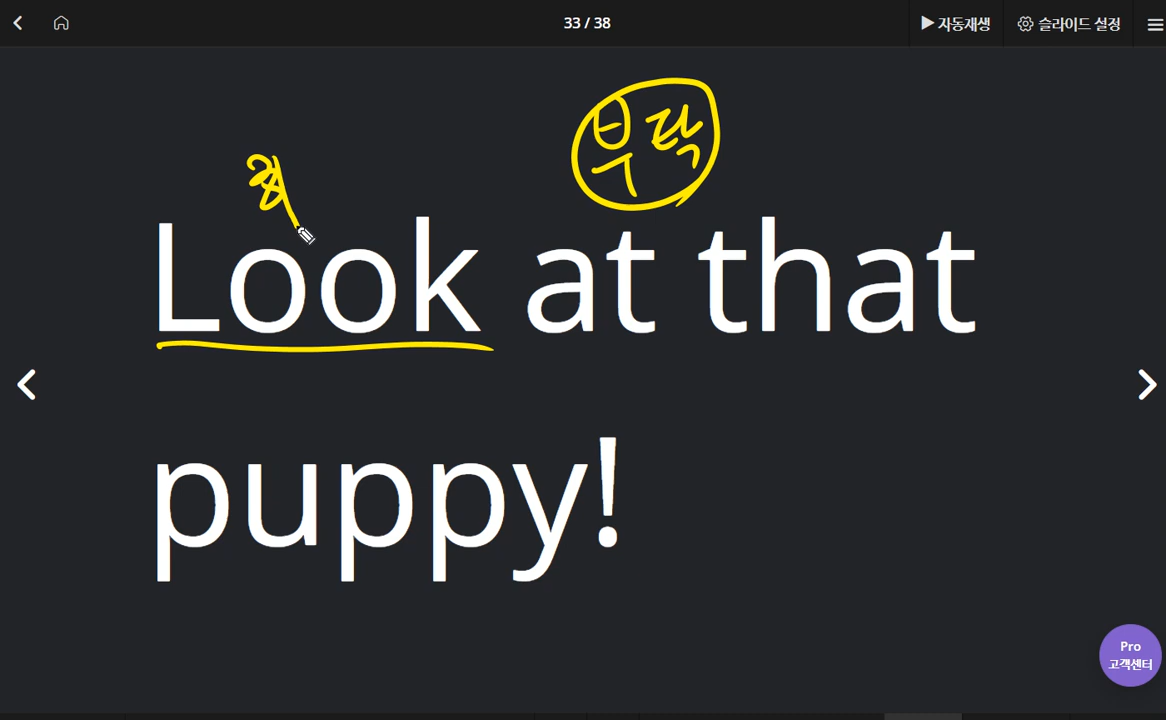 33 / 38
▶ 자동재생
슬라이드 설정
부탁
Look at that
puppy!
Pro
고객센터